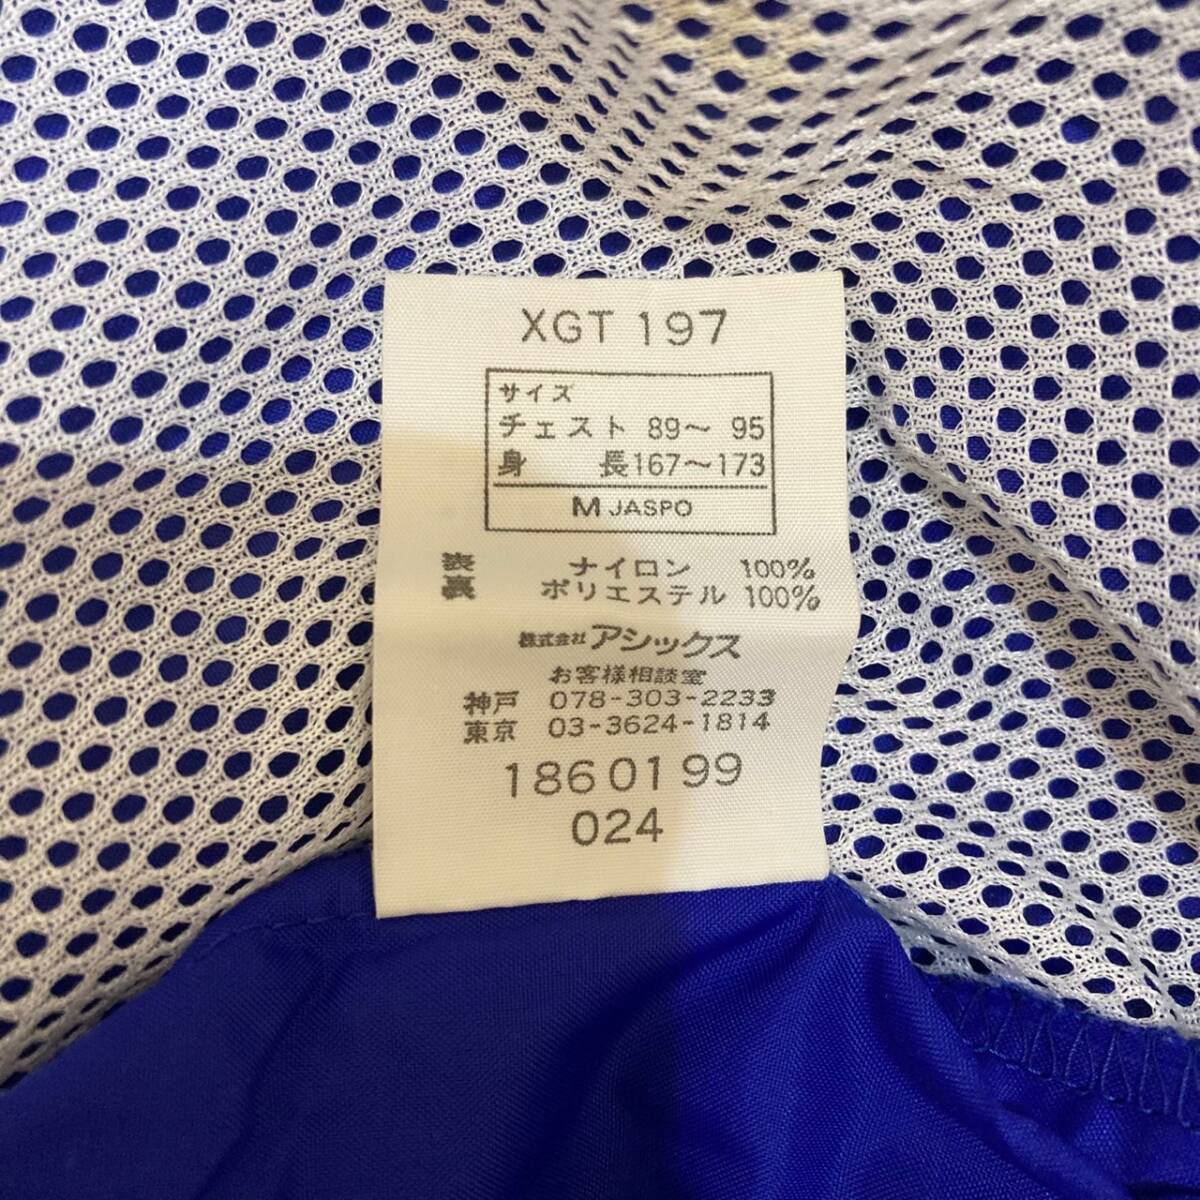 XGT 197
サイズ
チェスト 89～ 95
身 長167～173
M JASPO
表 ナイロン 100%
裏 ポリエステル 100%
株式会社アシックス
お客様相談室
神戸 078-303-2233
東京 03-3624-1814
1860199
024